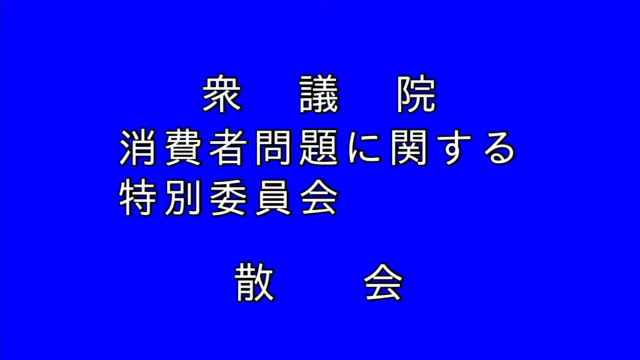 衆議院
消費者問題に関する
特別委員会
散会